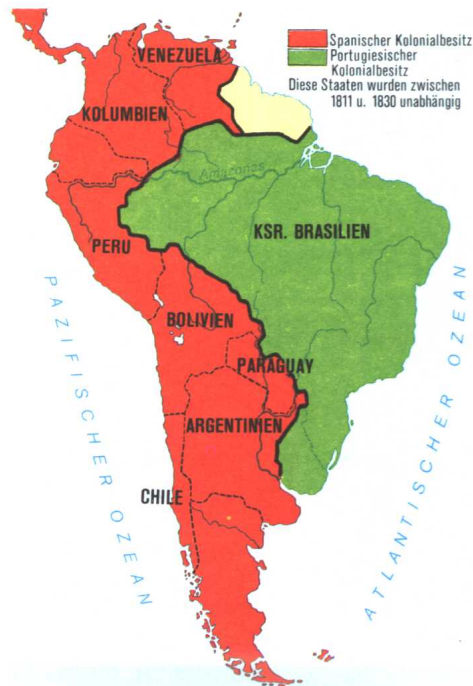 Spanischer Kolonialbesitz
Portugiesischer
Kolonialbesitz
Diese Staaten wurden zwischen
1811 u. 1830 unabhängig
VENEZUELA
KOLUMBIEN
Amazonas
KSR. BRASILIEN
PERU
BOLIVIEN
PARAGUAY
ARGENTINIEN
CHILE
PAZIFISCHER OZEAN
ATLANTISCHER OZEAN